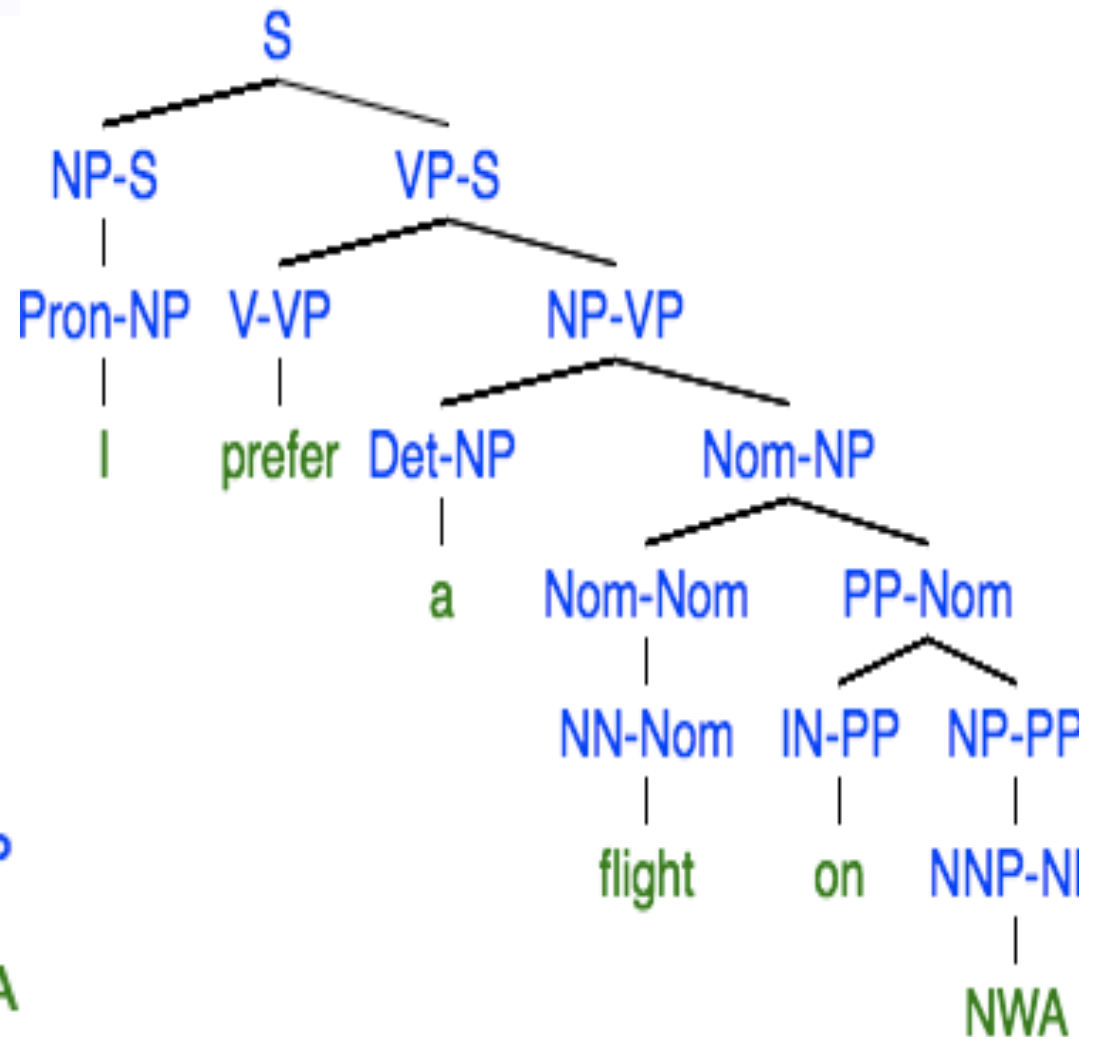 S
NP-S VP-S
Pron-NP V-VP NP-VP
I prefer Det-NP Nom-NP
a Nom-Nom PP-Nom
NN-Nom IN-PP NP-PP
flight on
NWA